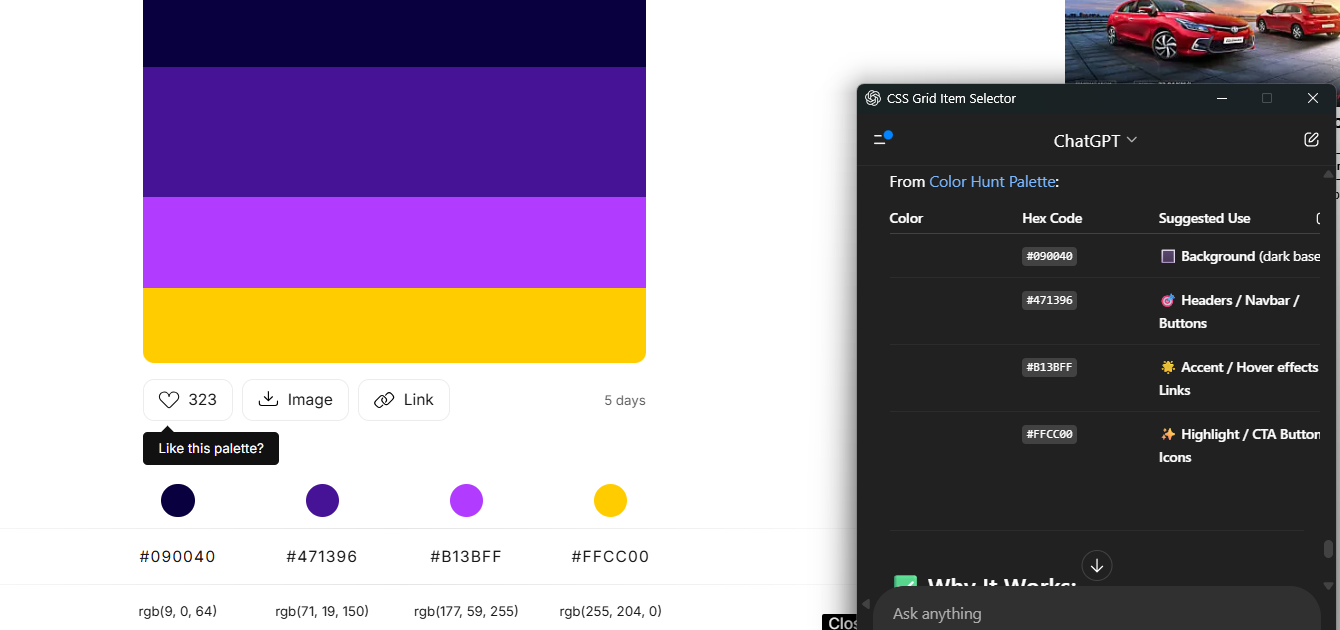 323
Image
Link
5 days
Like this palette?
#090040
#471396
#B13BFF
#FFCC00
rgb(9, 0, 64)
rgb(71, 19, 150)
rgb(177, 59, 255)
rgb(255, 204, 0)
CSS Grid Item Selector
ChatGPT
From Color Hunt Palette:
Color
Hex Code
Suggested Use
#090040
Background (dark base
#471396
Headers / Navbar /
Buttons
#B13BFF
Accent / Hover effects
Links
#FFCC00
Highlight / CTA Button
Icons
Why It Works:
Ask anything
Clos